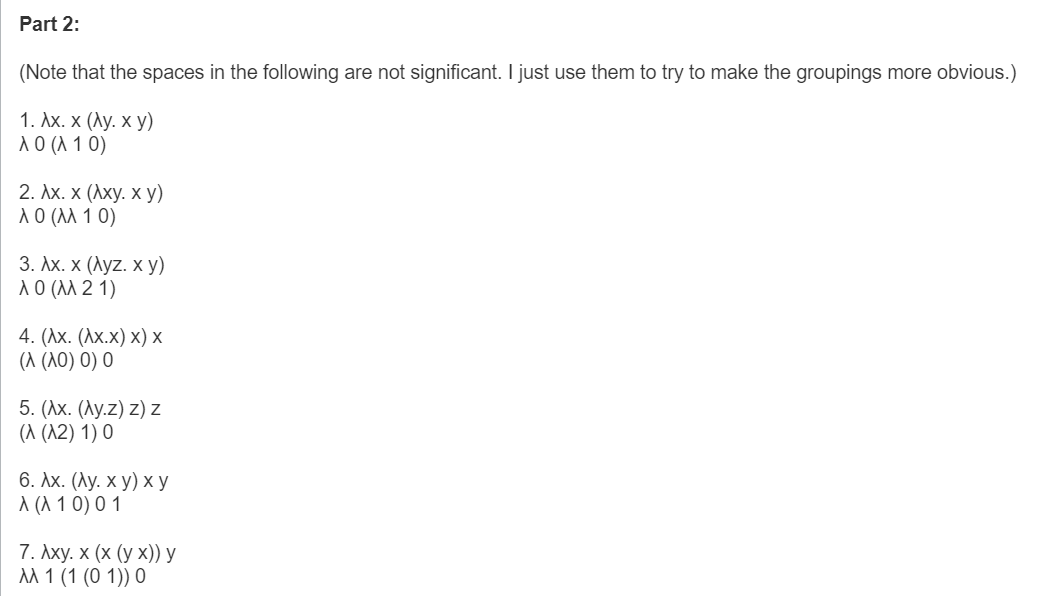 Part 2:
(Note that the spaces in the following are not significant. I just use them to try to make the groupings more obvious.)
1. λx. x (λy. x y)
λ 0 (λ 1 0)
2. λx. x (λxy. x y)
λ 0 (λλ 1 0)
3. λx. x (λyz. x y)
λ 0 (λλ 2 1)
4. (λx. (λx.x) x) x
(λ (λ0) 0) 0
5. (λx. (λy.z) z) z
(λ (λ2) 1) 0
6. λx. (λy. x y) x y
λ (λ 1 0) 0 1
7. λxy. x (x (y x)) y
λλ 1 (1 (0 1)) 0